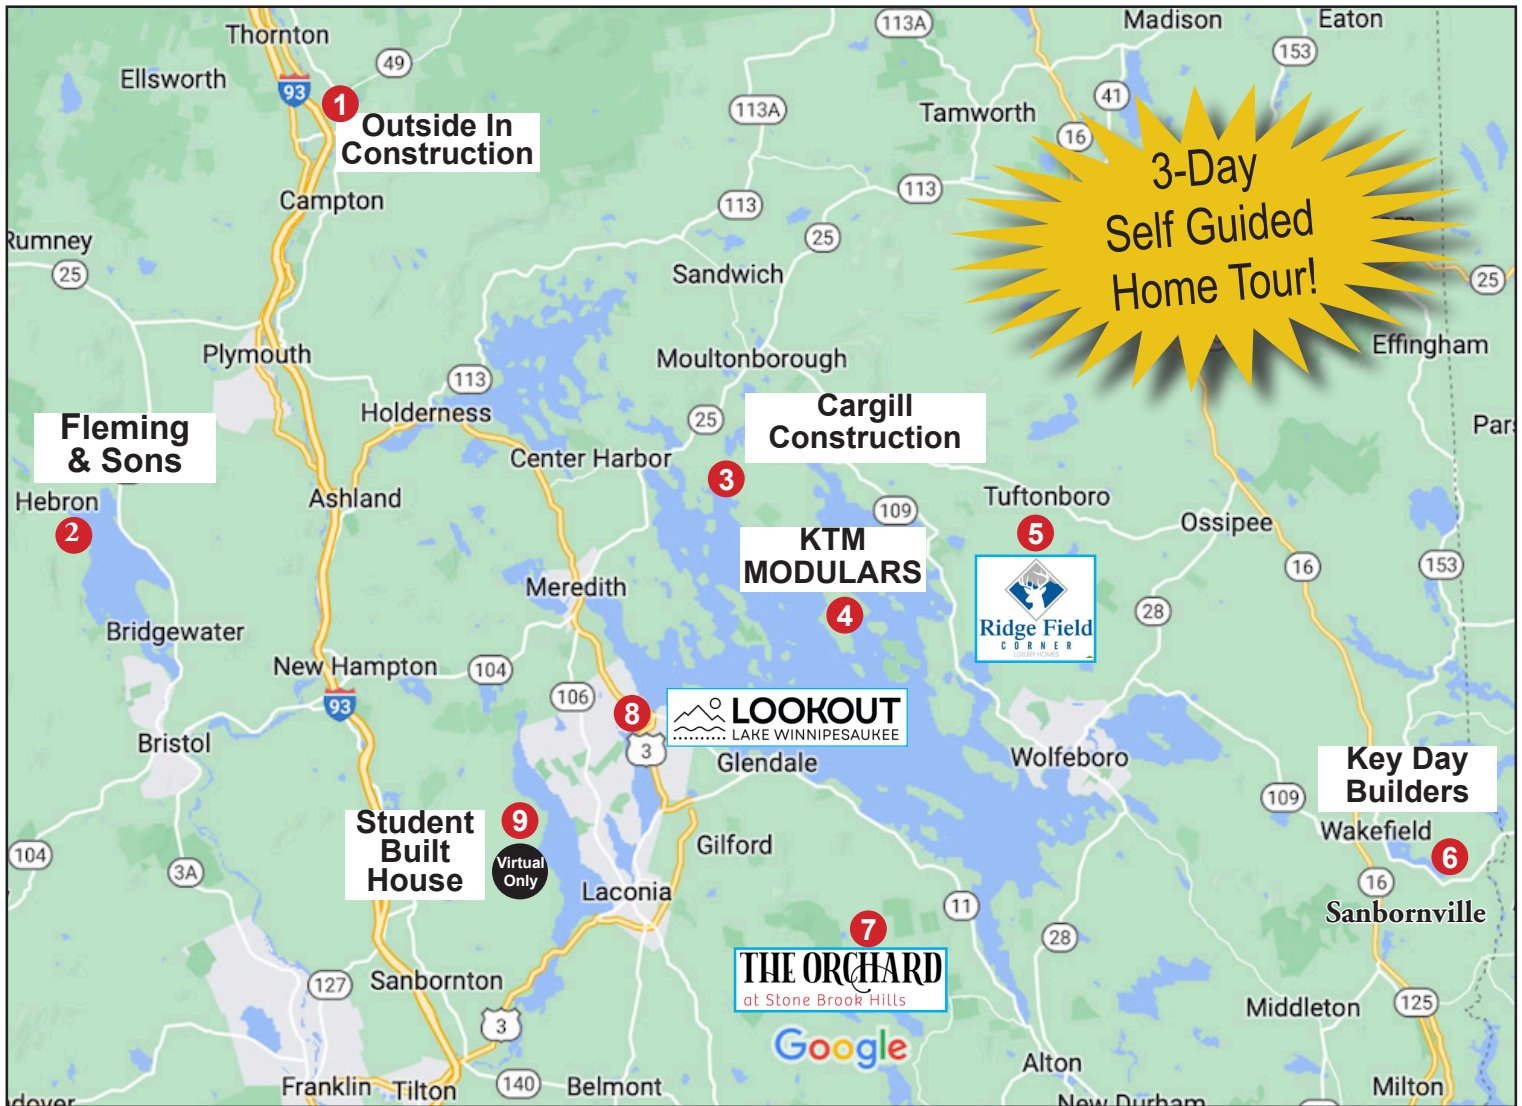 113A
Madison
Eaton
Thornton
49
153
Ellsworth
93
1
113A
41
Tamworth
Outside In
Construction
16
3-Day
Self Guided
Home Tour!
113
113
Campton
25
Rumney
25
Sandwich
25
Plymouth
Moultonborough
Effingham
113
Holderness
25
Cargill
Construction
Fleming
& Sons
Center Harbor
3
Hebron
2
Ashland
109
Tuftonboro
5
Ossipee
KTM
MODULARS
16
153
Meredith
4
28
Ridge Field
CORNER
LUXURY HOMES
Bridgewater
New Hampton
104
106
93
8
LOOKOUT
LAKE WINNIPESAUKEE
3
Bristol
Glendale
Wolfeboro
Key Day
Builders
109
Student
Built
House
9
Virtual
Only
Gilford
Wakefield
6
104
3A
Laconia
16
11
Sanbornville
7
28
THE ORCHARD
at Stone Brook Hills
127
Sanbornton
Middleton
125
3
Google
Alton
Franklin
Tilton
140
Belmont
Milton
New Durham